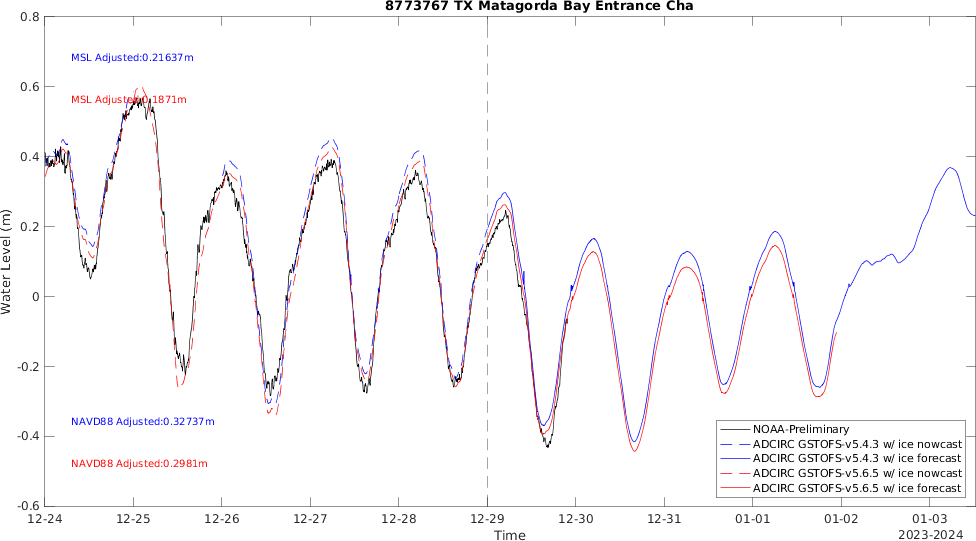 8773767 TX Matagorda Bay Entrance Cha
0.8
MSL Adjusted:0.21637m
0.6
MSL Adjusted:0.1871m
0.4
0.2
Water Level (m)
0
-0.2
NAVD88 Adjusted:0.32737m
-0.4
NAVD88 Adjusted:0.2981m
-0.6
NOAA-Preliminary
ADCIRC GSTOFS-v5.4.3 w/ ice nowcast
ADCIRC GSTOFS-v5.4.3 w/ ice forecast
ADCIRC GSTOFS-v5.6.5 w/ ice nowcast
ADCIRC GSTOFS-v5.6.5 w/ ice forecast
12-24 12-25 12-26 12-27 12-28 12-29 12-30 12-31 01-01 01-02 01-03
Time
2023-2024